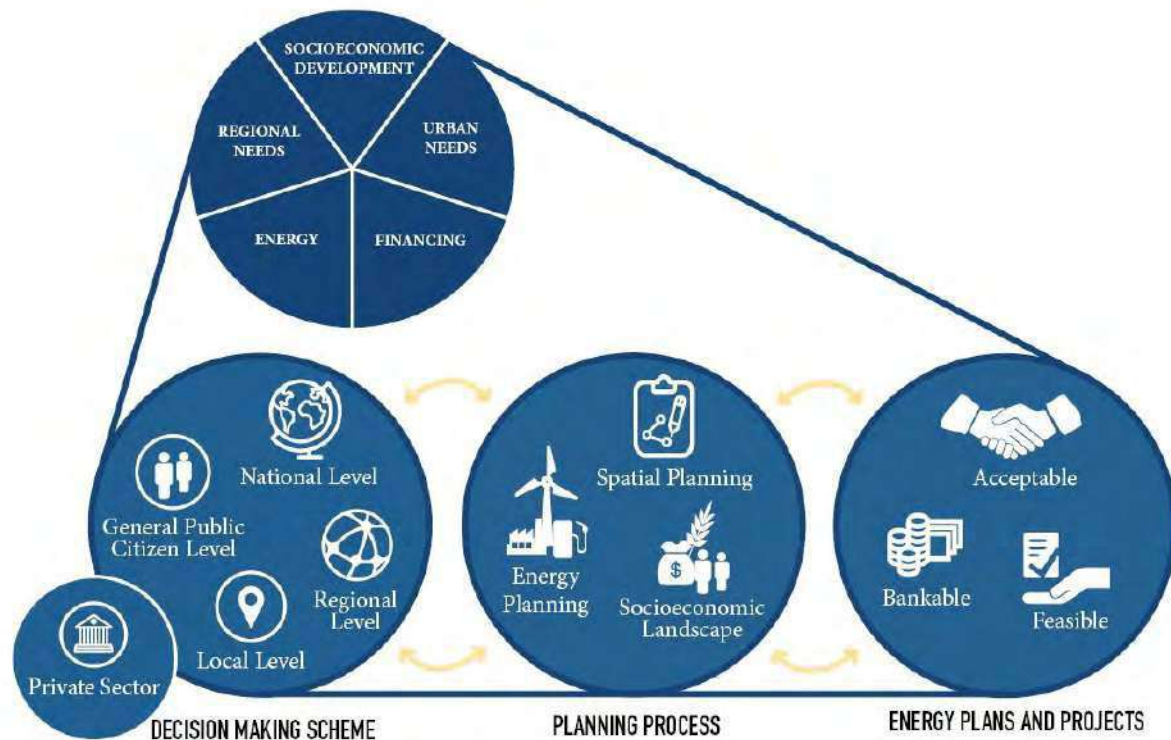 SOCIOECONOMIC
DEVELOPMENT
REGIONAL
NEEDS
URBAN
NEEDS
ENERGY
FINANCING
National Level
General Public
Citizen Level
Regional
Level
Local Level
Private Sector
Spatial Planning
Energy
Planning
$
Socioeconomic
Landscape
Acceptable
Bankable
Feasible
DECISION MAKING SCHEME
PLANNING PROCESS
ENERGY PLANS AND PROJECTS